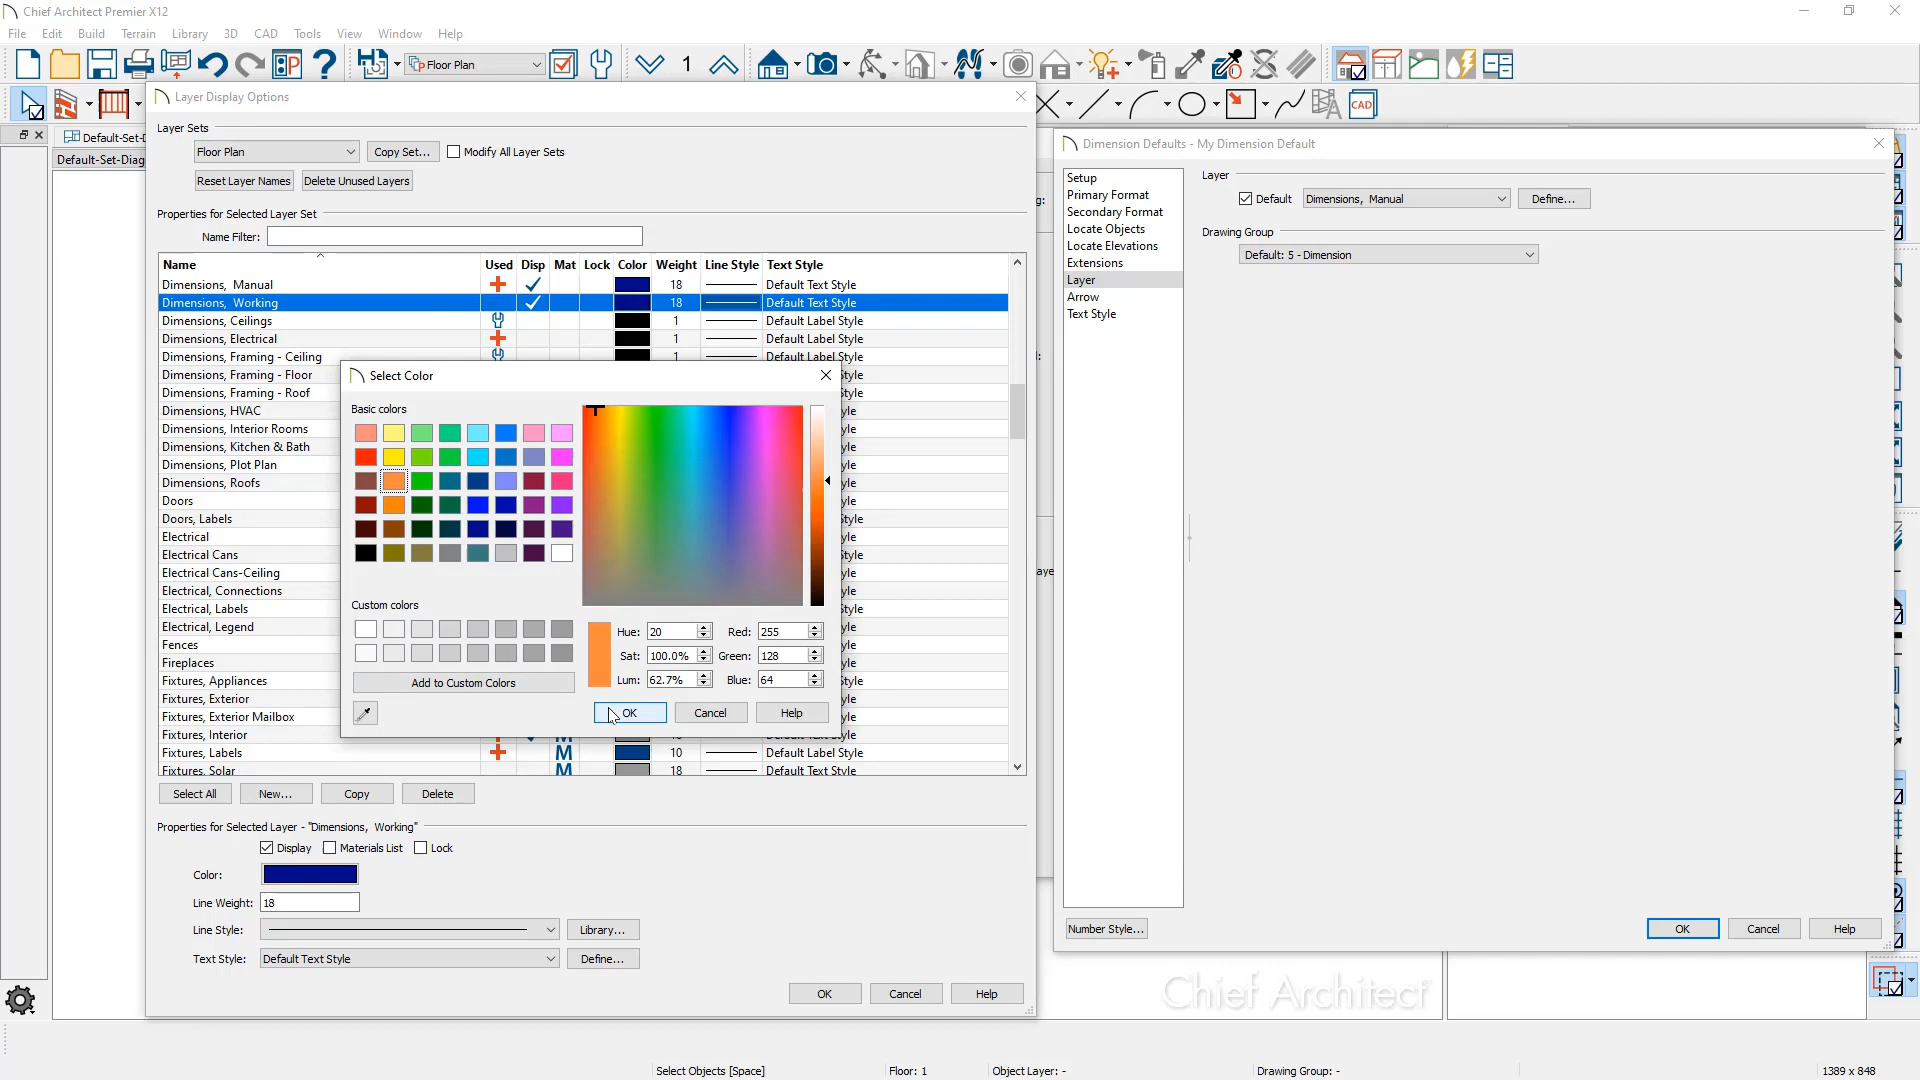 Chief Architect Premier X12
File Edit Build Terrain Library 3D CAD Tools View Window Help
Floor Plan 1
CAD
Default-Set-D
Default-Set-Diag
Layer Display Options
Layer Sets
Floor Plan Copy Set... Modify All Layer Sets
Reset Layer Names Delete Unused Layers
Properties for Selected Layer Set
Name Filter:
Name Used Disp Mat Lock Color Weight Line Style Text Style
Dimensions, Manual 18 Default Text Style
Dimensions, Working 18 Default Text Style
Dimensions, Ceilings 1 Default Label Style
Dimensions, Electrical 1 Default Label Style
Dimensions, Framing - Ceiling 1 Default Label Style
Dimensions, Framing - Floor
Dimensions, Framing - Roof
Dimensions, HVAC
Dimensions, Interior Rooms
Dimensions, Kitchen & Bath
Dimensions, Plot Plan
Dimensions, Roofs
Doors
Doors, Labels
Electrical
Electrical Cans
Electrical Cans-Ceiling
Electrical, Connections
Electrical, Labels
Electrical, Legend
Fences
Fireplaces
Fixtures, Appliances
Fixtures, Exterior
Fixtures, Exterior Mailbox
Fixtures, Interior
Fixtures, Labels M 10 Default Label Style
Fixtures, Solar M 18 Default Text Style
Select All New... Copy Delete
Properties for Selected Layer - "Dimensions, Working"
Display Materials List Lock
Color:
Line Weight: 18
Line Style: Library...
Text Style: Default Text Style Define...
OK Cancel Help
Select Color
Basic colors
Custom colors
Hue: 20 Red: 255
Sat: 100.0% Green: 128
Lum: 62.7% Blue: 64
Add to Custom Colors
OK Cancel Help
Dimension Defaults - My Dimension Default
Setup
Primary Format
Secondary Format
Locate Objects
Locate Elevations
Extensions
Layer
Arrow
Text Style
Layer
Default Dimensions, Manual Define...
Drawing Group
Default: 5 - Dimension
Number Style... OK Cancel Help
Chief Architect
Select Objects [Space] Floor: 1 Object Layer: - Drawing Group: - 1389 x 848